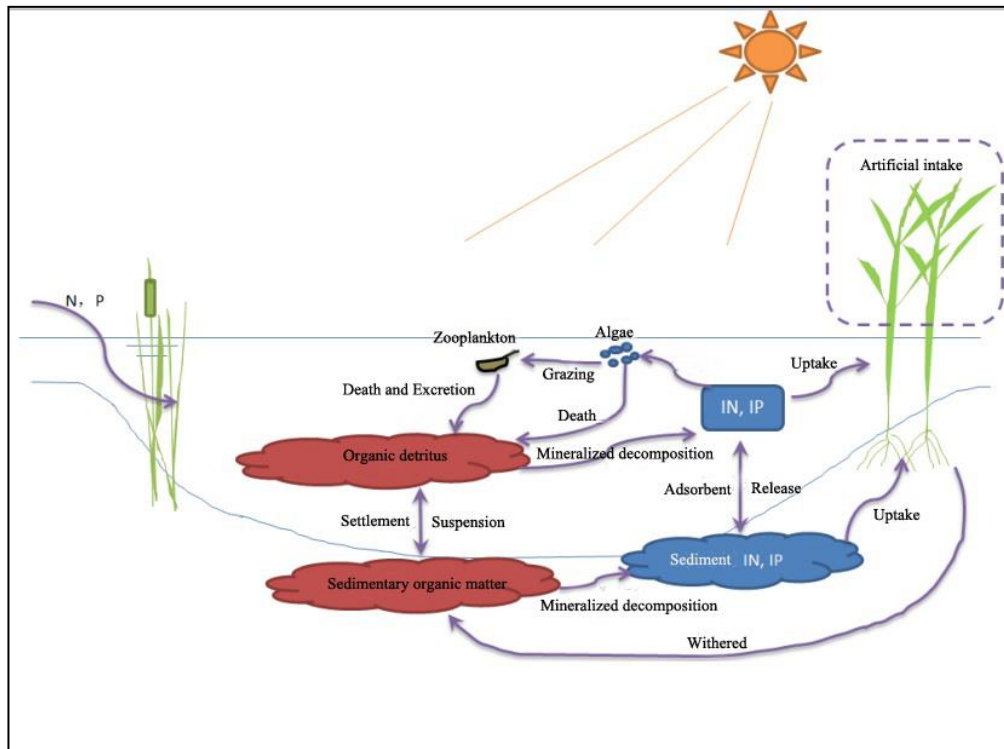 Artificial intake
N, P
Zooplankton
Algae
Grazing
Uptake
Death and Excretion
IN, IP
Death
Organic detritus
Mineralized decomposition
Adsorbent
Release
Settlement
Suspension
Uptake
Sediment IN, IP
Sedimentary organic matter
Mineralized decomposition
Withered